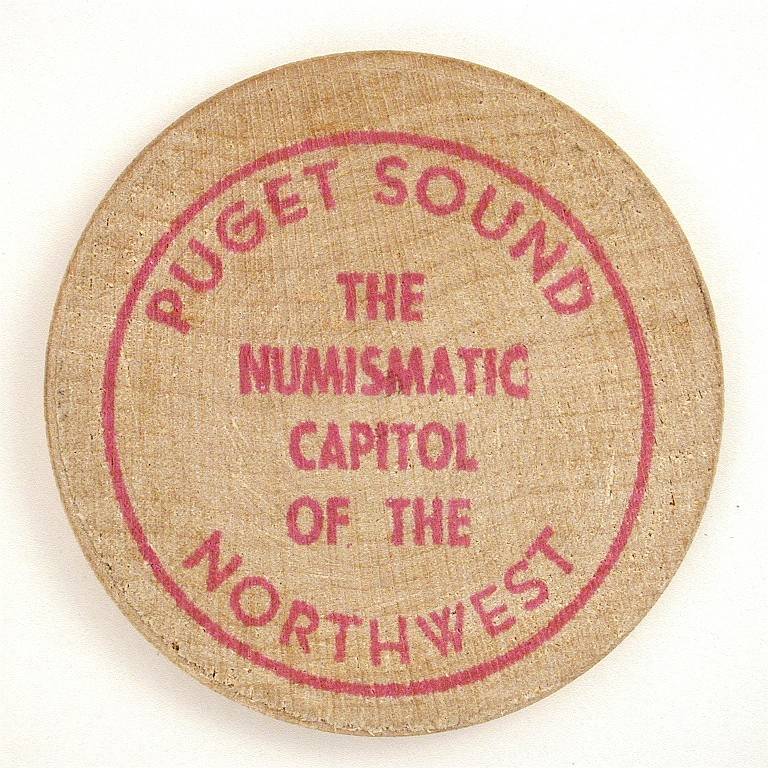 PUGET SOUND
THE
NUMISMATIC
CAPITOL
OF THE
NORTHWEST